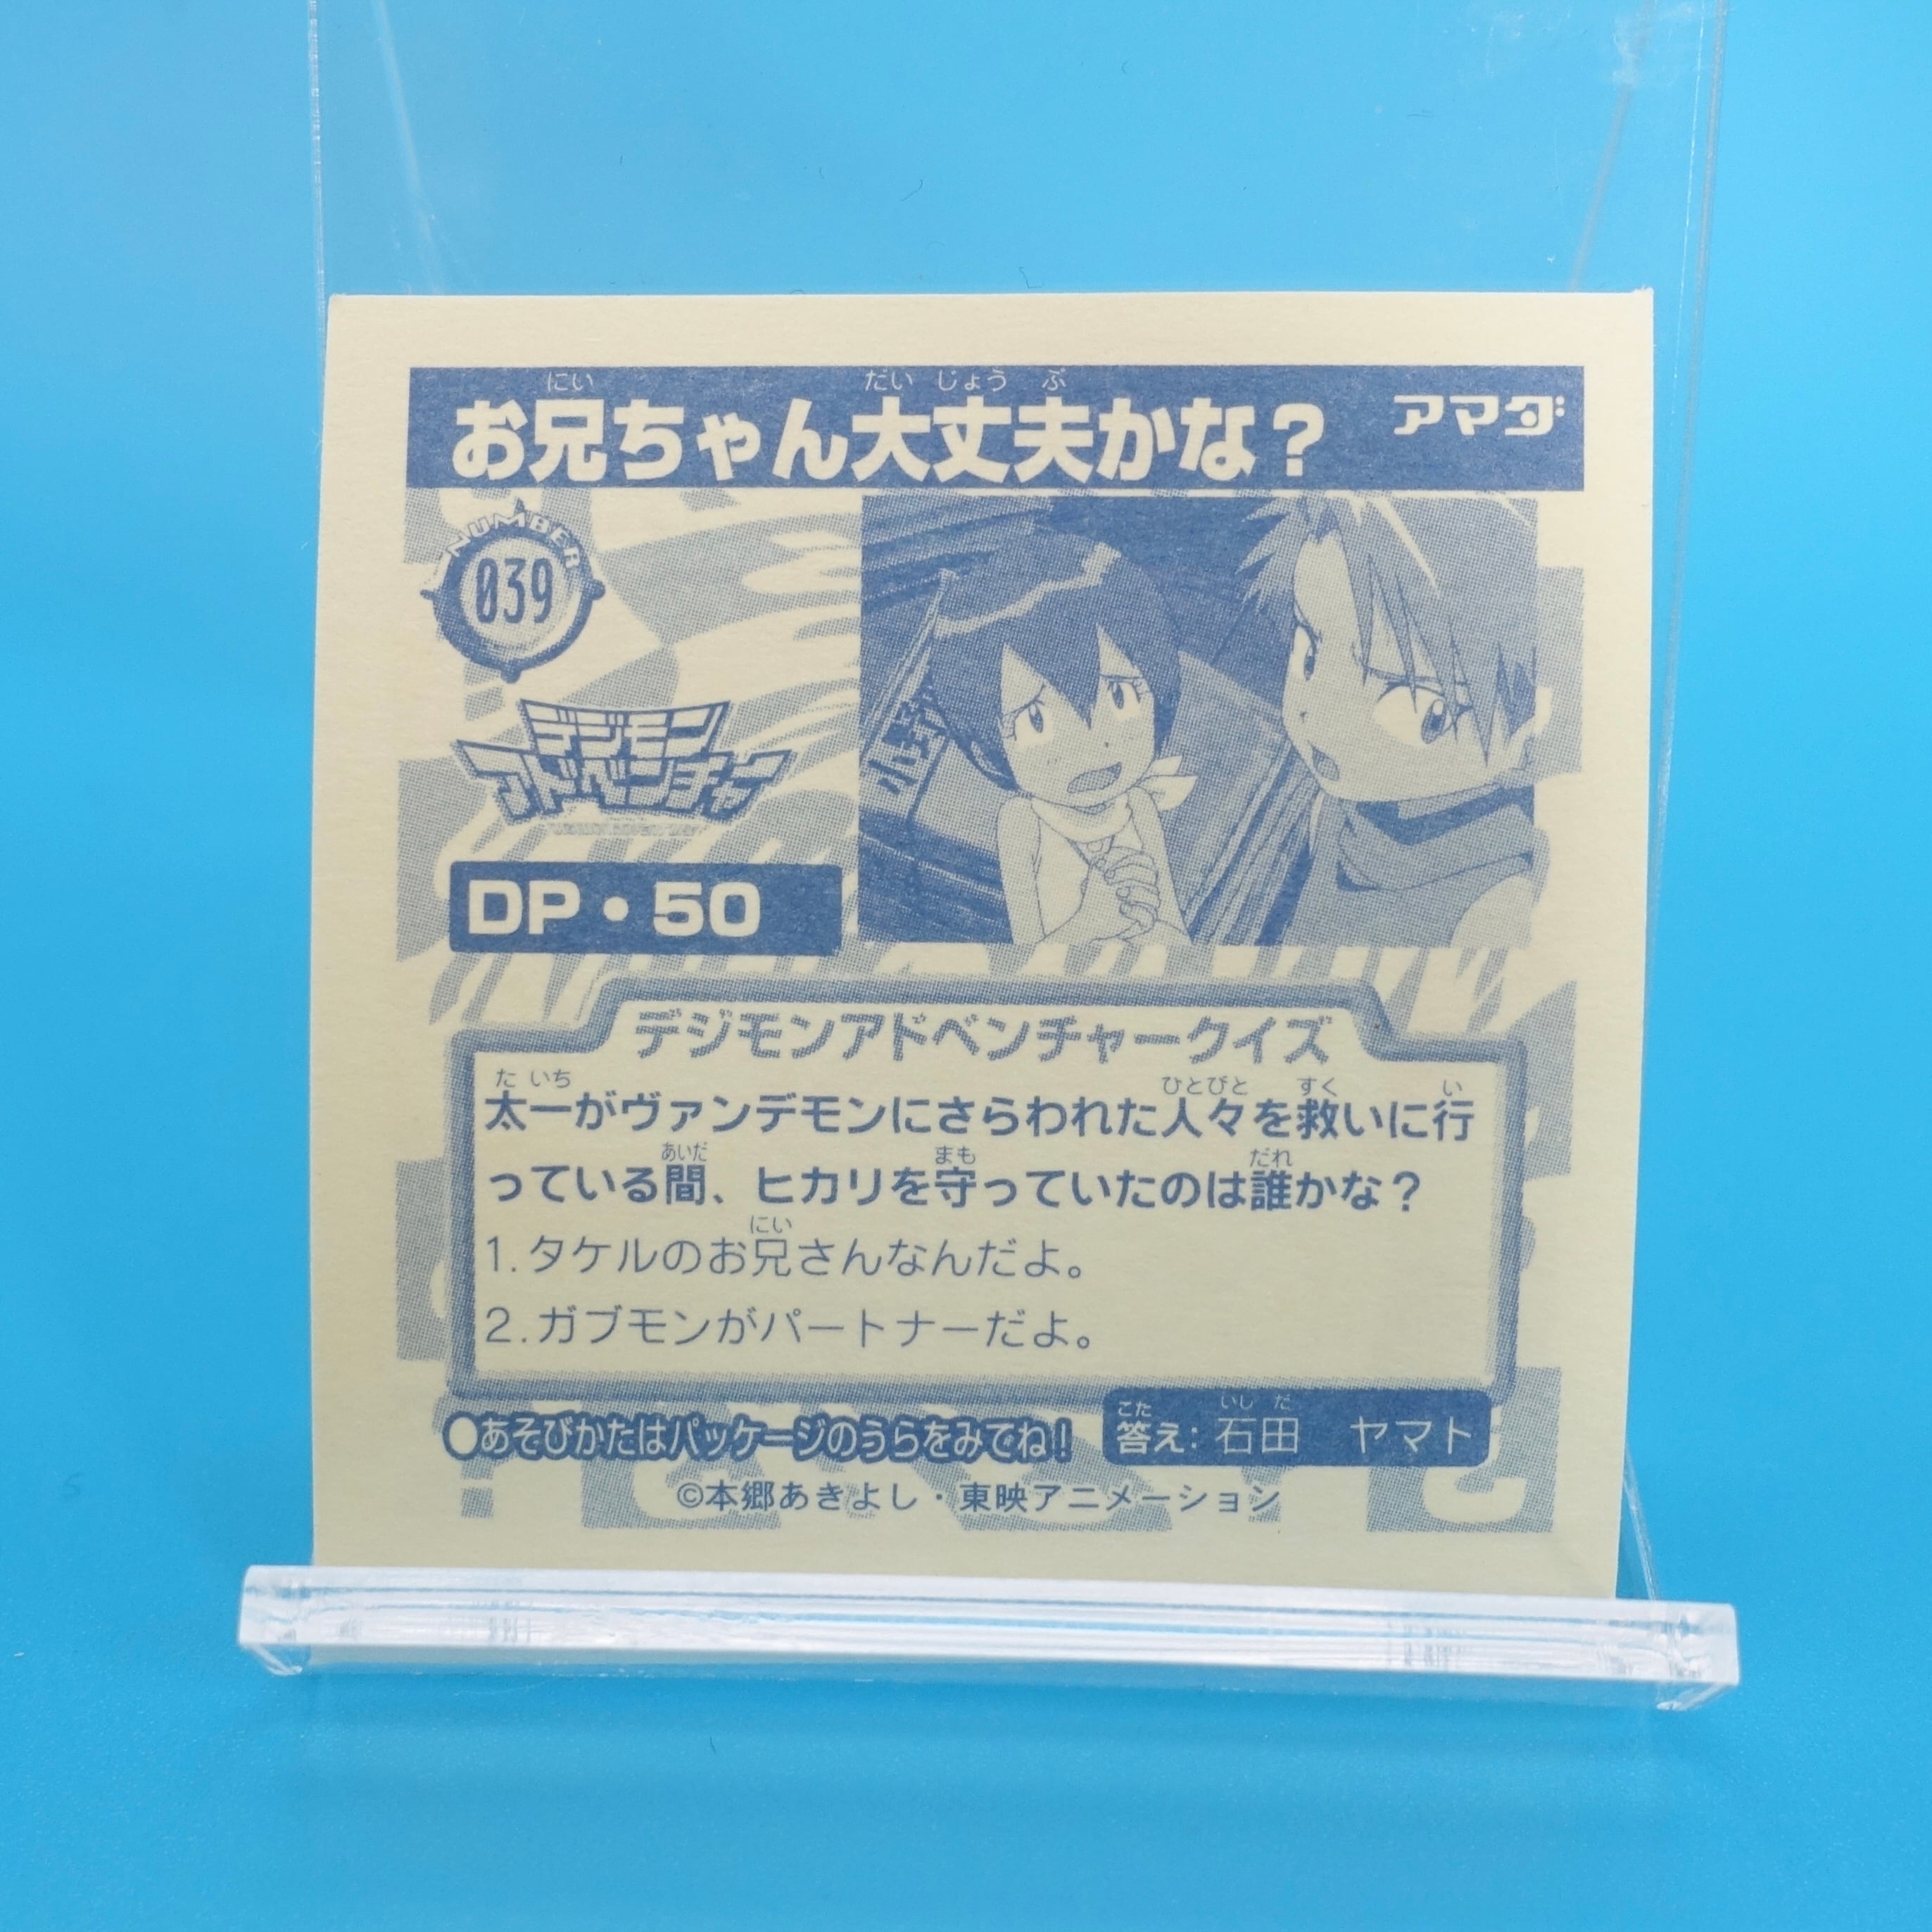 お兄ちゃん大丈夫かな？
にい だいじょうぶ
アマダ
NUMBER
039
小野
デジモン
アドベンチャー
DP・50
デジモンアドベンチャークイズ
た いち ひとびと すく い
太一がヴァンデモンにさらわれた人々を救いに行
あいだ まも だれ
っている間、ヒカリを守っていたのは誰かな？
にい
1.タケルのお兄さんなんだよ。
2.ガブモンがパートナーだよ。
●あそびかたはパッケージのうらをみてね！
こた いし だ
答え:石田　ヤマト
©本郷あきよし・東映アニメーション